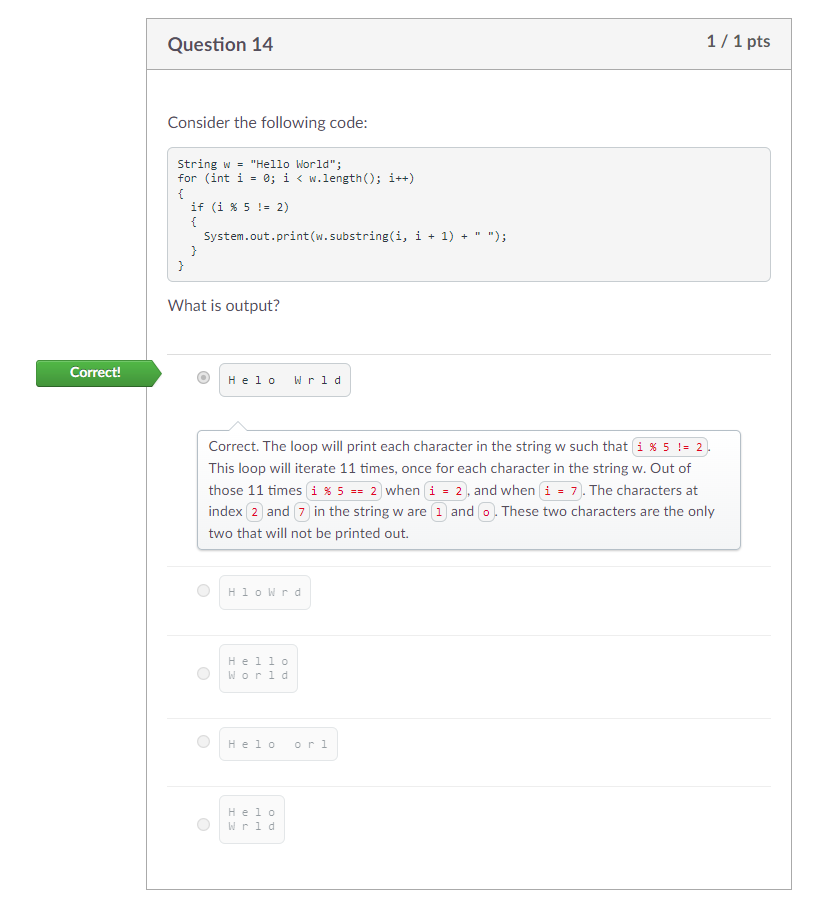 Question 14
1 / 1 pts
Consider the following code:
String w = "Hello World";
for (int i = 0; i < w.length(); i++)
{
  if (i % 5 != 2)
  {
    System.out.print(w.substring(i, i + 1) + " ");
  }
}
What is output?
Correct!
H e l o   W r l d
Correct. The loop will print each character in the string w such that i % 5 != 2.
This loop will iterate 11 times, once for each character in the string w. Out of
those 11 times i % 5 == 2 when i = 2, and when i = 7. The characters at
index 2 and 7 in the string w are l and o. These two characters are the only
two that will not be printed out.
H l o W r d
H e l l o
W o r l d
H e l o   o r l
H e l o
W r l d